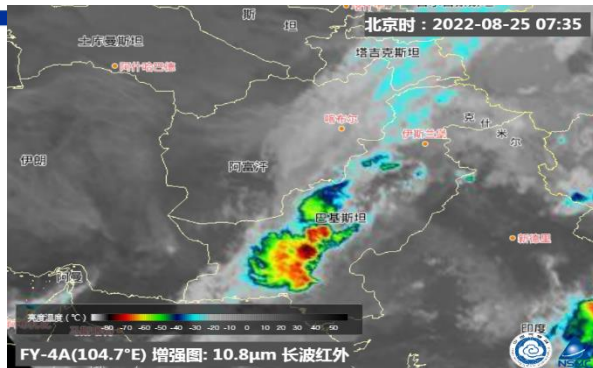 北京时：2022-08-25 07:35
斯
坦
土库曼斯坦
阿什哈巴德
塔吉克斯坦
喀布尔
伊斯兰堡
克什米尔
伊朗
阿富汗
巴基斯坦
新德里
阿曼
亮度温度（℃）
-80 -70 -60 -50 -40 -30 -20 -10 0 10 20 30 40 50
印度
FY-4A(104.7°E) 增强图: 10.8μm 长波红外
NSMC